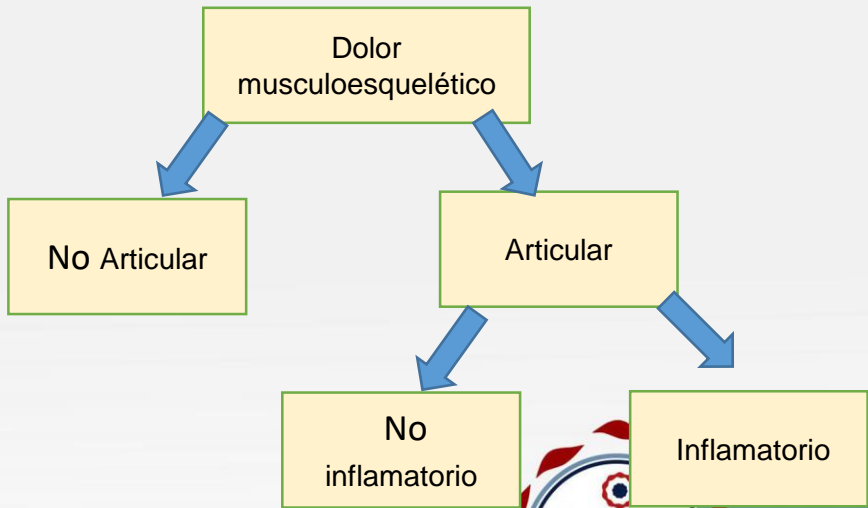 Dolor
musculoesquelético
No Articular
Articular
No
inflamatorio
Inflamatorio